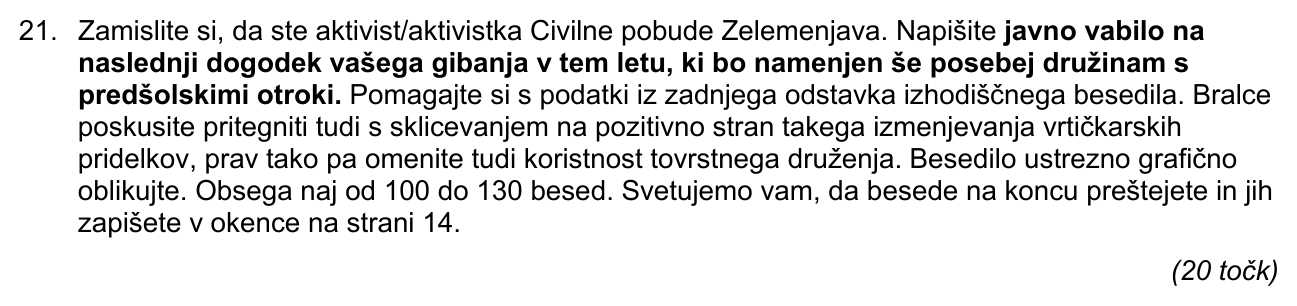 21. Zamislite si, da ste aktivist/aktivistka Civilne pobude Zelemenjava. Napišite javno vabilo na
naslednji dogodek vašega gibanja v tem letu, ki bo namenjen še posebej družinam s
predšolskimi otroki. Pomagajte si s podatki iz zadnjega odstavka izhodiščnega besedila. Bralce
poskusite pritegniti tudi s sklicevanjem na pozitivno stran takega izmenjevanja vrtičkarskih
pridelkov, prav tako pa omenite tudi koristnost tovrstnega druženja. Besedilo ustrezno grafično
oblikujte. Obsega naj od 100 do 130 besed. Svetujemo vam, da besede na koncu preštejete in jih
zapišete v okence na strani 14.
(20 točk)